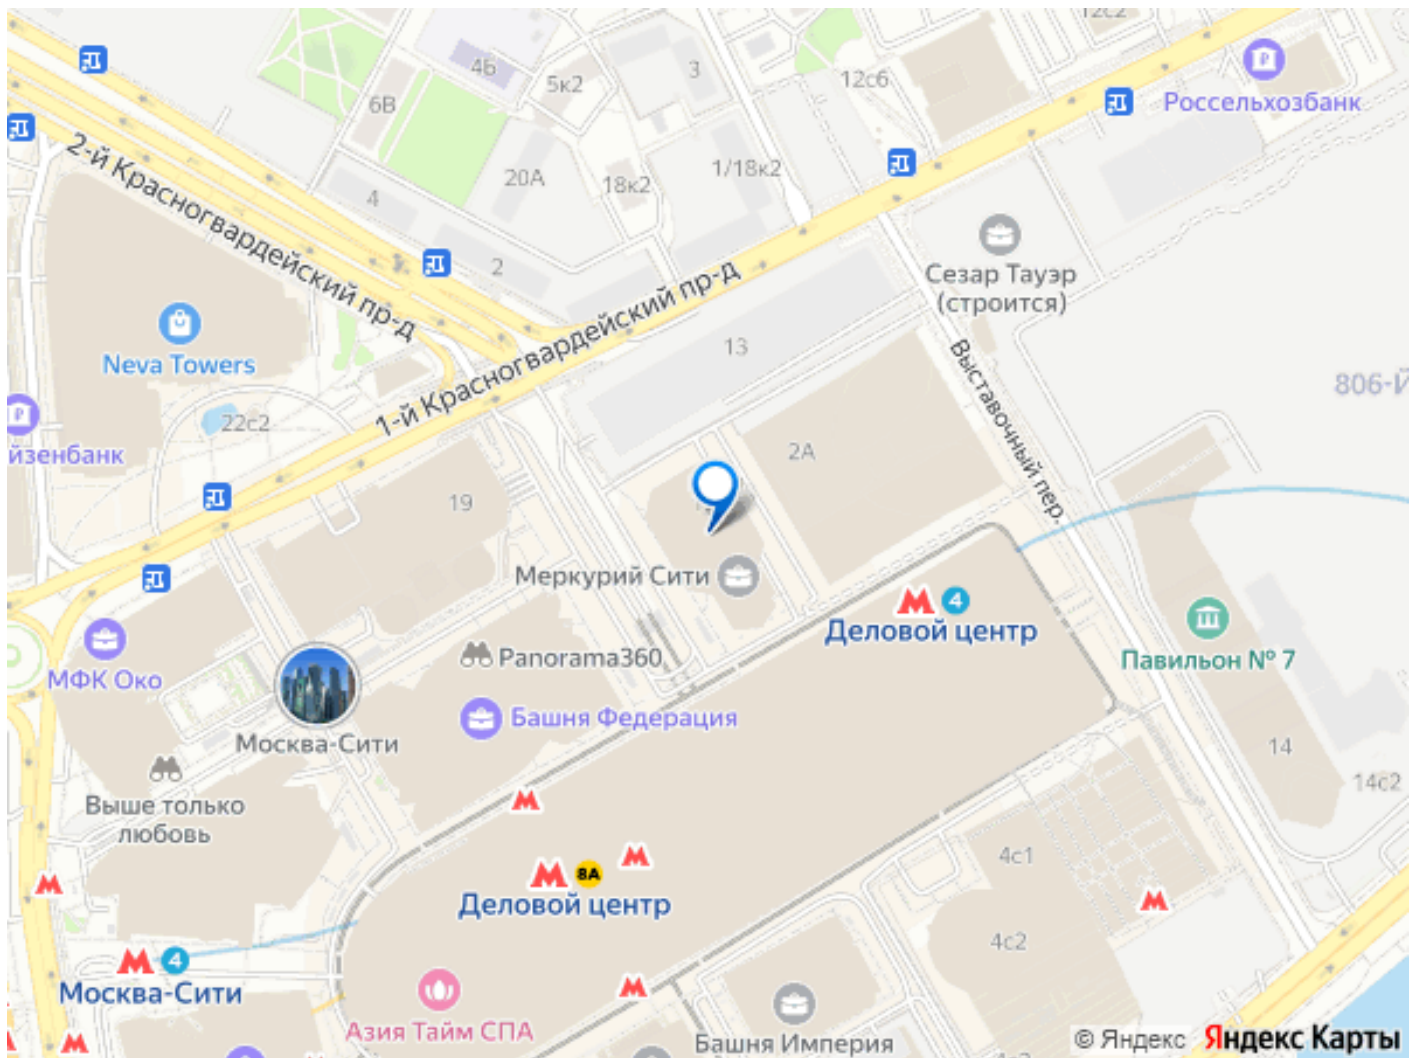 12с2
4Б
3
5к2
12с6
6В
Россельхозбанк
2-й Красногвардейский пр-д
20А
18к2
1/18к2
4
2
Сезар Тауэр
(строится)
1-й Красногвардейский пр-д
Neva Towers
13
Выставочный пер.
806-Й
22с2
йзенбанк
2А
19
Меркурий Сити
4
Деловой центр
Panorama360
Павильон № 7
МФК Око
Башня Федерация
Москва-Сити
14
14с2
Выше только
любовь
4с1
8А
Деловой центр
4с2
4
Москва-Сити
Азия Тайм СПА
Башня Империя
© Яндекс Яндекс Карты